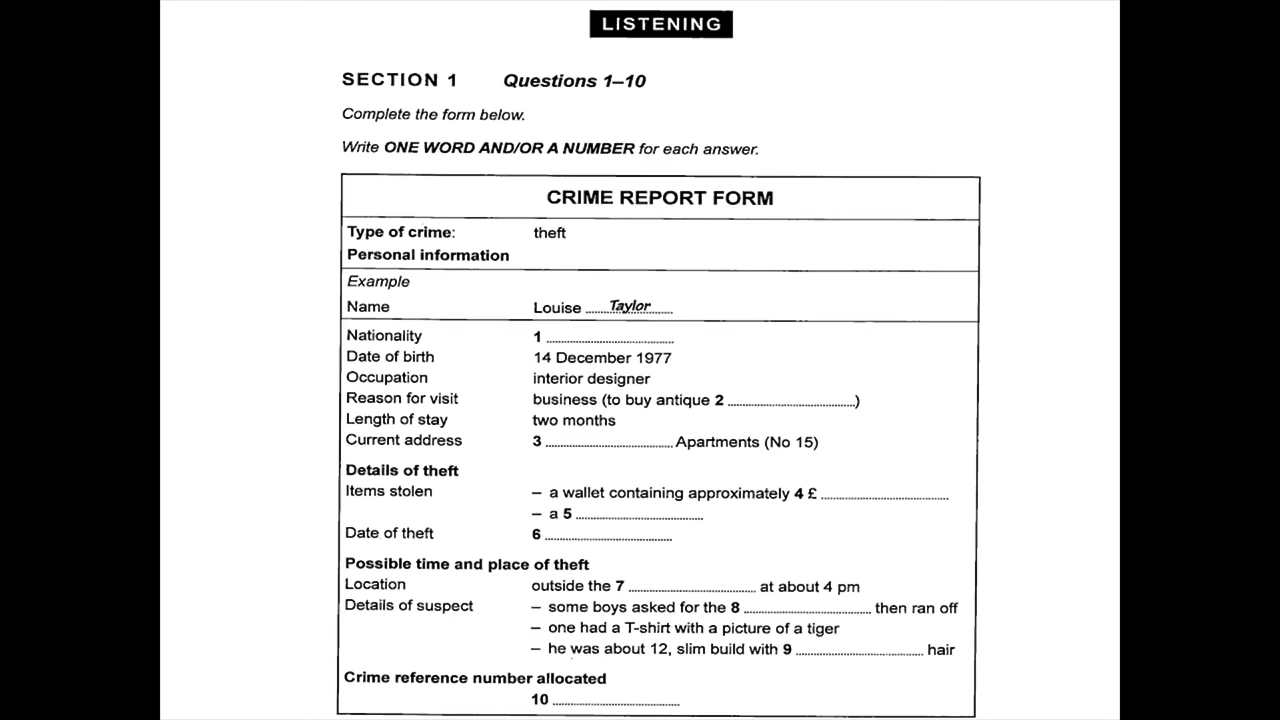 LISTENING
SECTION 1 Questions 1–10
Complete the form below.
Write ONE WORD AND/OR A NUMBER for each answer.
CRIME REPORT FORM
Type of crime: theft
Personal information
Example
Name Louise ......Taylor......
Nationality 1 ..............................
Date of birth 14 December 1977
Occupation interior designer
Reason for visit business (to buy antique 2 ..............................)
Length of stay two months
Current address 3 .............................. Apartments (No 15)
Details of theft
Items stolen – a wallet containing approximately 4 £ ..............................
– a 5 ..............................
Date of theft 6 ..............................
Possible time and place of theft
Location outside the 7 .............................. at about 4 pm
Details of suspect – some boys asked for the 8 .............................. then ran off
– one had a T-shirt with a picture of a tiger
– he was about 12, slim build with 9 .............................. hair
Crime reference number allocated
10 ..............................